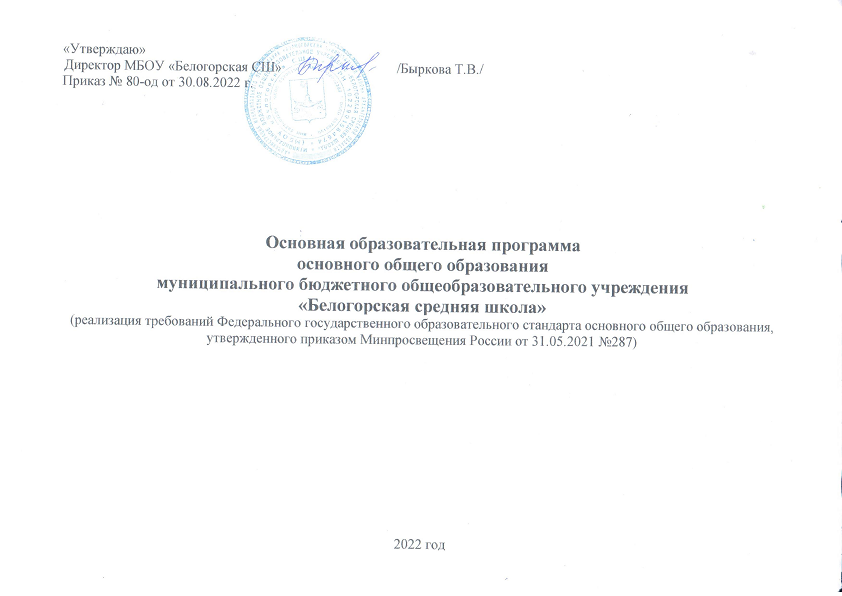 «Утверждаю»
Директор МБОУ «Белогорская СШ» /Быркова Т.В./
Приказ № 80-од от 30.08.2022 г.
Основная образовательная программа
основного общего образования
муниципального бюджетного общеобразовательного учреждения
«Белогорская средняя школа»
(реализация требований Федерального государственного образовательного стандарта основного общего образования,
утвержденного приказом Минпросвещения России от 31.05.2021 №287)
2022 год